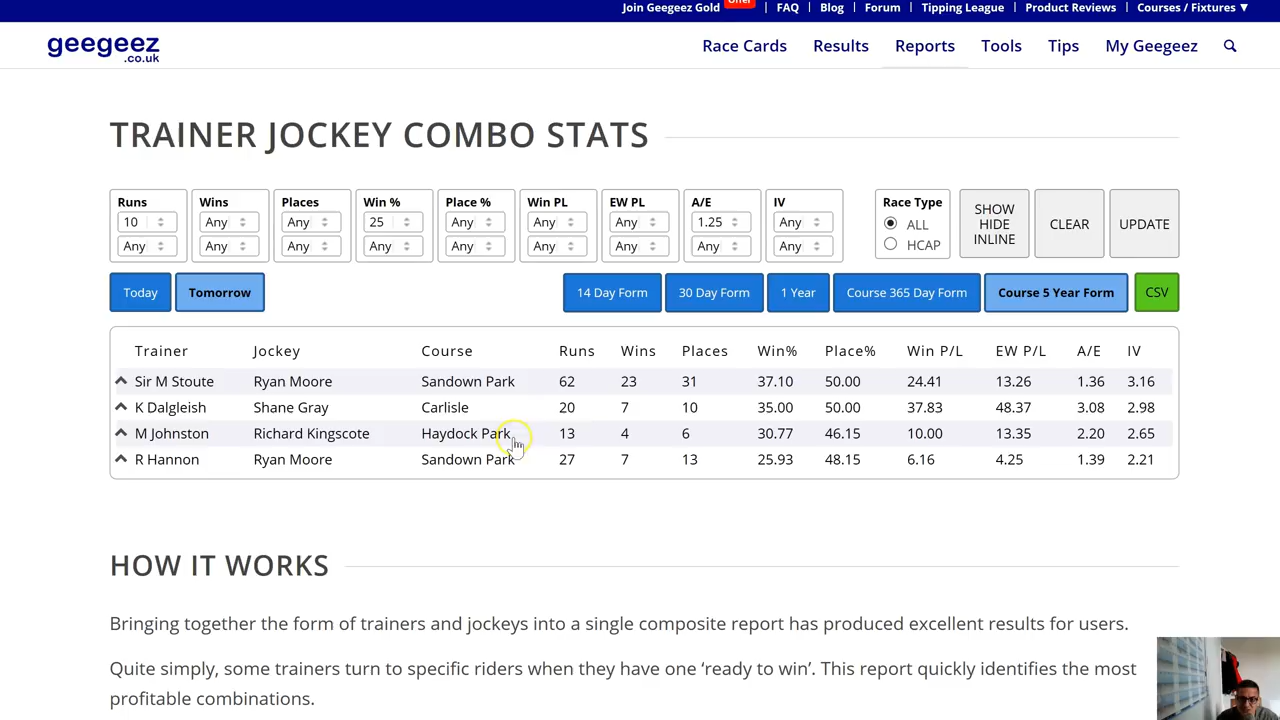 Join Geegeez Gold Offer | FAQ | Blog | Forum | Tipping League | Product Reviews | Courses / Fixtures ▼
geegeez
.co.uk
Race Cards Results Reports Tools Tips My Geegeez
TRAINER JOCKEY COMBO STATS
Runs Wins Places Win % Place % Win PL EW PL A/E IV Race Type
10 Any Any 25 Any Any Any 1.25 Any ALL
Any Any Any Any Any Any Any Any Any HCAP
SHOW
HIDE
INLINE
CLEAR
UPDATE
Today Tomorrow 14 Day Form 30 Day Form 1 Year Course 365 Day Form Course 5 Year Form CSV
Trainer Jockey Course Runs Wins Places Win% Place% Win P/L EW P/L A/E IV
Sir M Stoute Ryan Moore Sandown Park 62 23 31 37.10 50.00 24.41 13.26 1.36 3.16
K Dalgleish Shane Gray Carlisle 20 7 10 35.00 50.00 37.83 48.37 3.08 2.98
M Johnston Richard Kingscote Haydock Park 13 4 6 30.77 46.15 10.00 13.35 2.20 2.65
R Hannon Ryan Moore Sandown Park 27 7 13 25.93 48.15 6.16 4.25 1.39 2.21
HOW IT WORKS
Bringing together the form of trainers and jockeys into a single composite report has produced excellent results for users.
Quite simply, some trainers turn to specific riders when they have one ‘ready to win’. This report quickly identifies the most
profitable combinations.